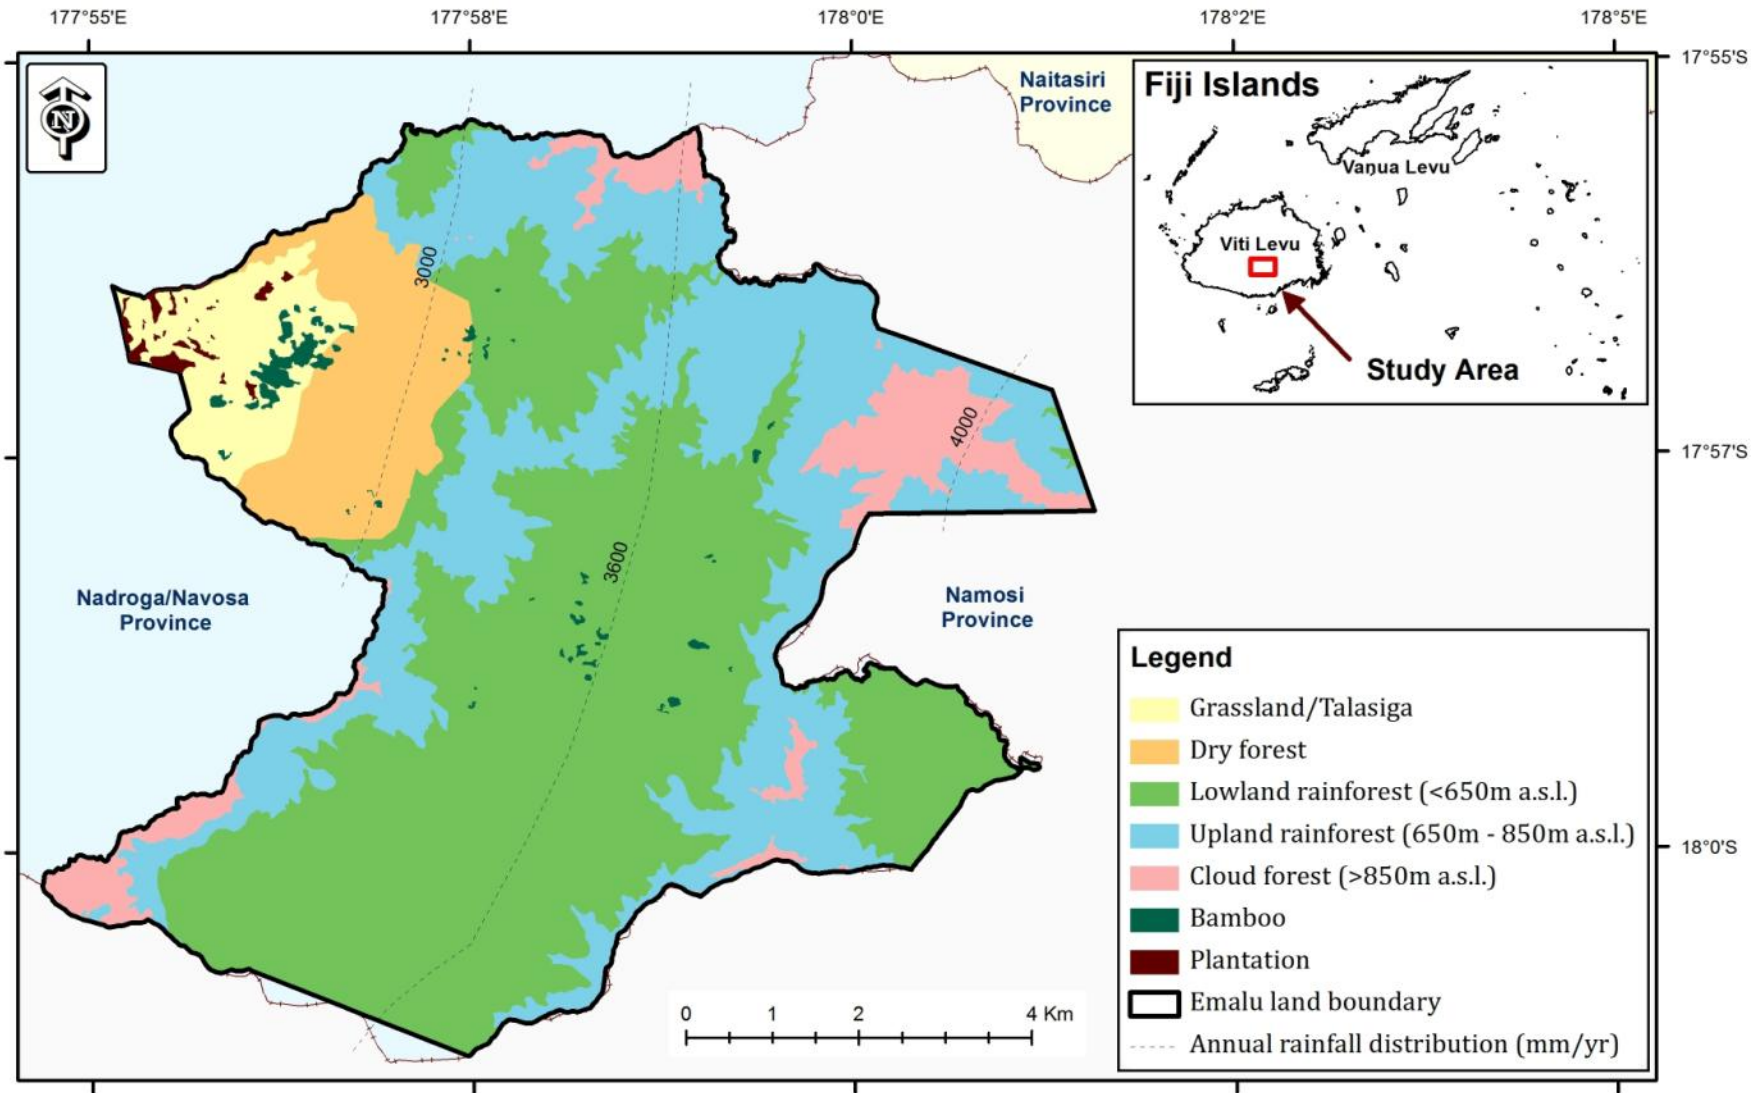 177°55'E
177°58'E
178°0'E
178°2'E
178°5'E
17°55'S
17°57'S
18°0'S
N
Naitasiri
Province
Fiji Islands
Vanua Levu
Viti Levu
Study Area
3000
4000
3600
Nadroga/Navosa
Province
Namosi
Province
Legend
Grassland/Talasiga
Dry forest
Lowland rainforest (<650m a.s.l.)
Upland rainforest (650m - 850m a.s.l.)
Cloud forest (>850m a.s.l.)
Bamboo
Plantation
Emalu land boundary
Annual rainfall distribution (mm/yr)
0 1 2 4 Km